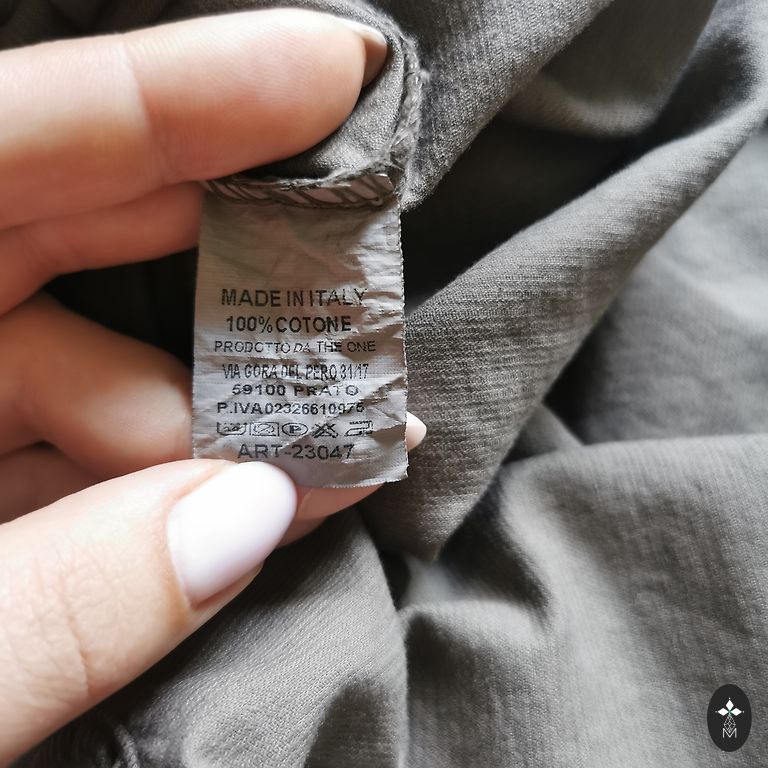 MADE IN ITALY
100% COTONE
PRODOTTO DA THE ONE
VIA GORA DEL PERO 31/17
59100 PRATO
P.IVA02326610975
ART-23047
M